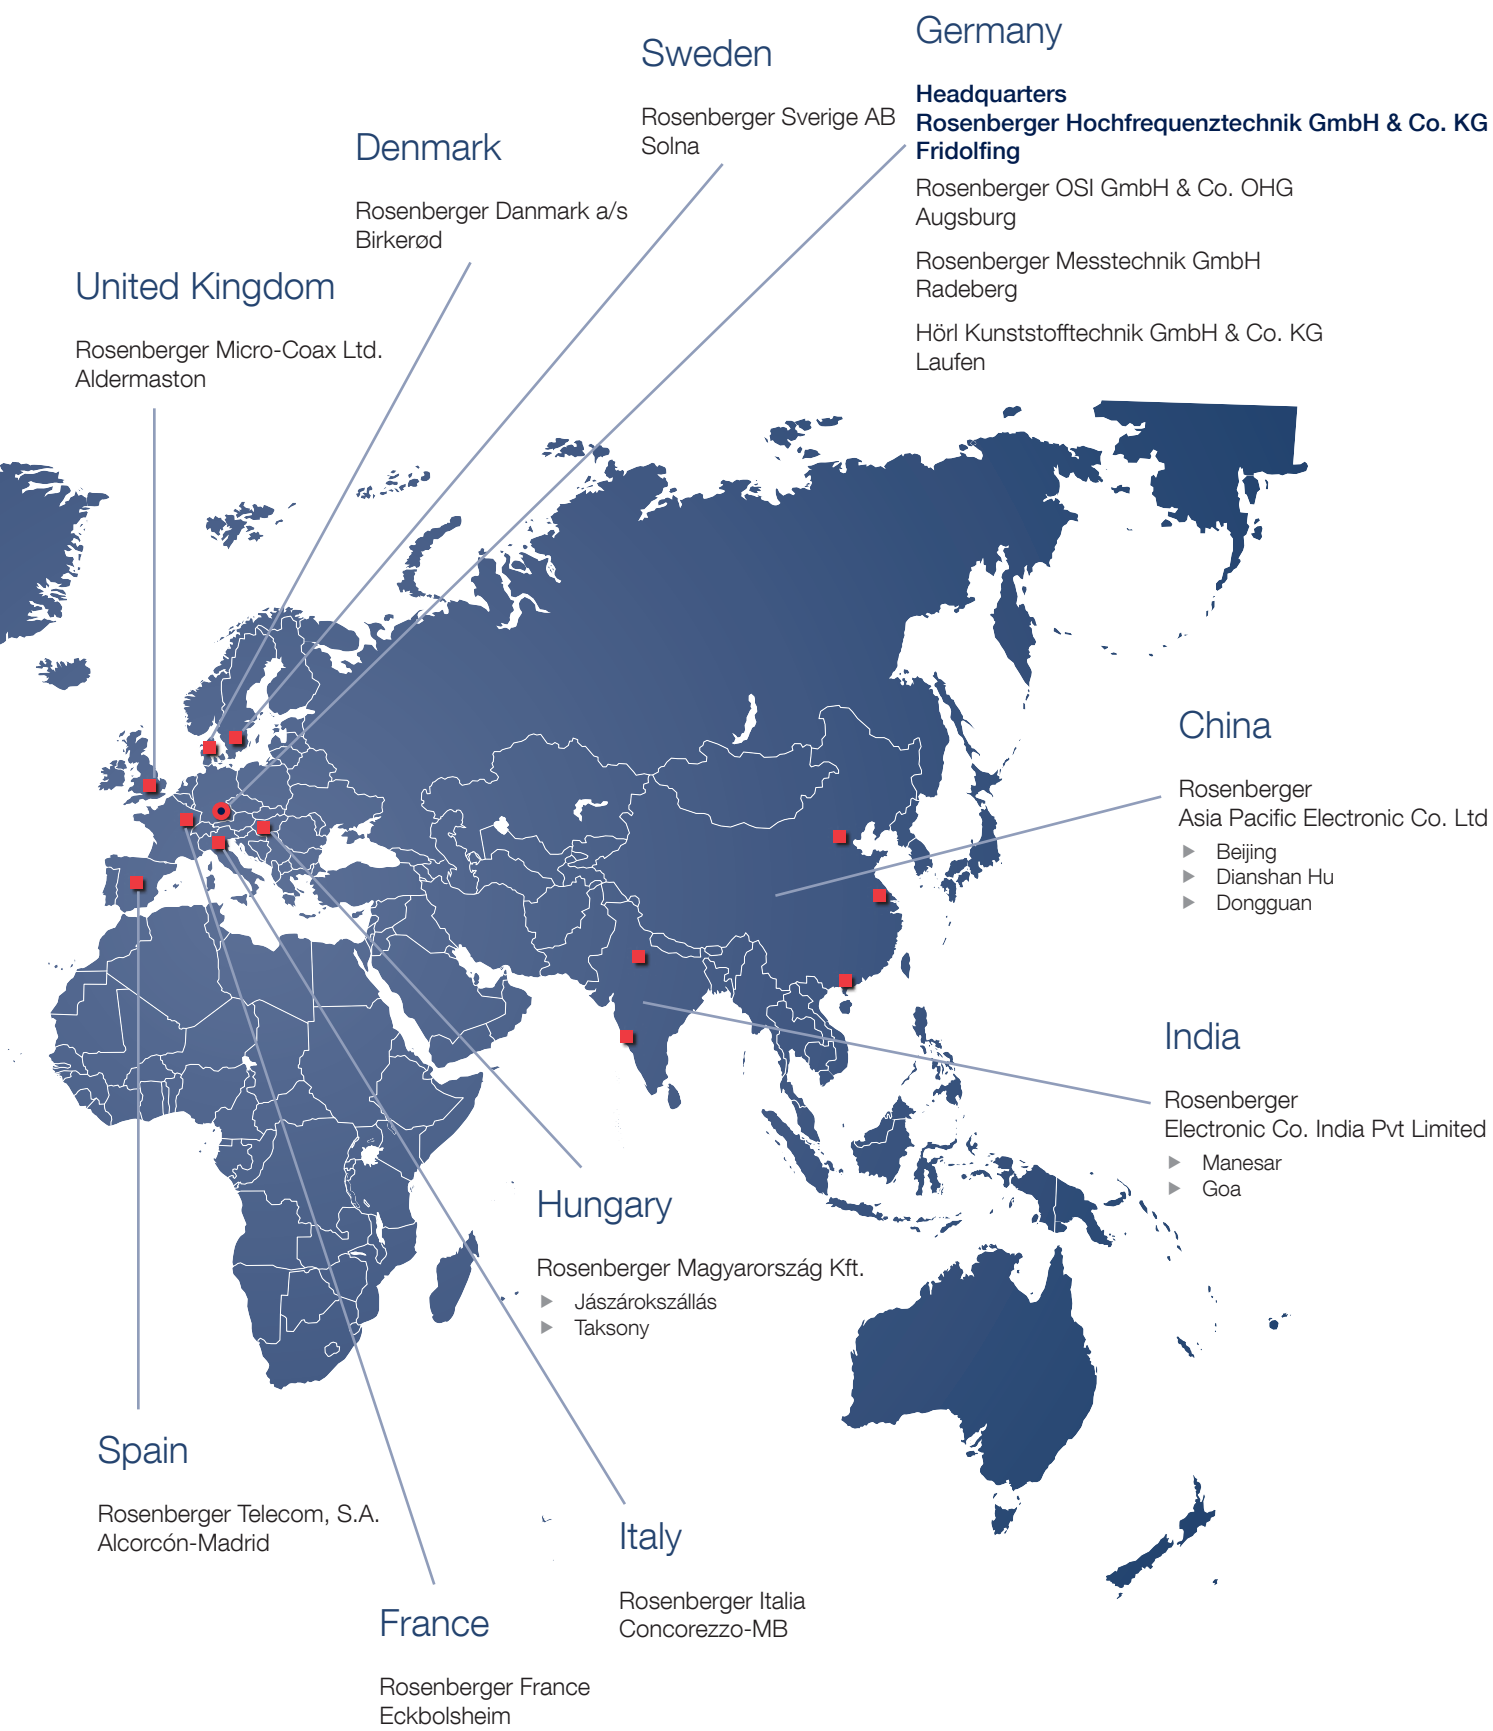 Germany
Headquarters
Rosenberger Hochfrequenztechnik GmbH & Co. KG
Fridolfing
Rosenberger OSI GmbH & Co. OHG
Augsburg
Rosenberger Messtechnik GmbH
Radeberg
Hörl Kunststofftechnik GmbH & Co. KG
Laufen
Sweden
Rosenberger Sverige AB
Solna
Denmark
Rosenberger Danmark a/s
Birkerød
United Kingdom
Rosenberger Micro-Coax Ltd.
Aldermaston
China
Rosenberger
Asia Pacific Electronic Co. Ltd
► Beijing
► Dianshan Hu
► Dongguan
India
Rosenberger
Electronic Co. India Pvt Limited
► Manesar
► Goa
Hungary
Rosenberger Magyarország Kft.
► Jászárokszállás
► Taksony
Spain
Rosenberger Telecom, S.A.
Alcorcón-Madrid
Italy
Rosenberger Italia
Concorezzo-MB
France
Rosenberger France
Eckbolsheim